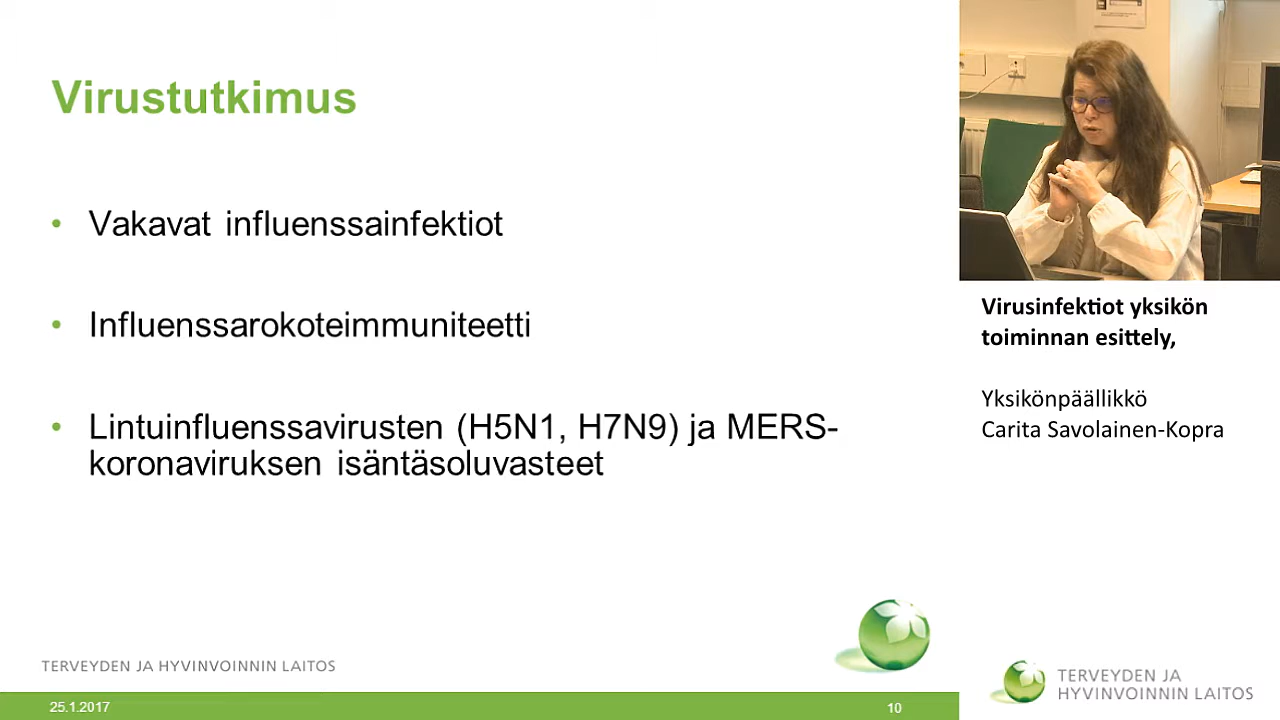 Virustutkimus
• Vakavat influenssainfektiot
• Influenssarokoteimmuniteetti
• Lintuinfluenssavirusten (H5N1, H7N9) ja MERS-
koronaviruksen isäntäsoluvasteet
TERVEYDEN JA HYVINVOINNIN LAITOS
25.1.2017
10
Virusinfektiot yksikön
toiminnan esittely,
Yksikönpäällikkö
Carita Savolainen-Kopra
TERVEYDEN JA
HYVINVOINNIN LAITOS